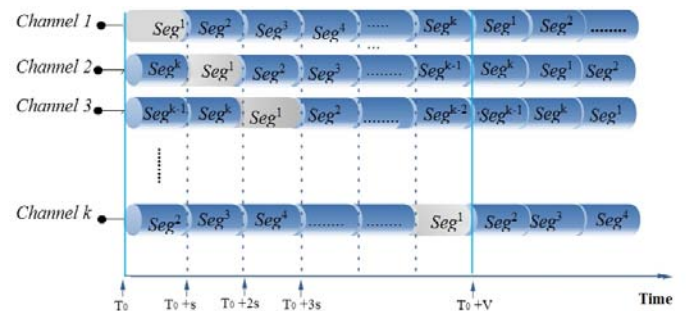 Channel 1 Seg¹ Seg² Seg³ Seg⁴ ..... Segᵏ Seg¹ Seg² ........
...
Channel 2 Segᵏ Seg¹ Seg² Seg³ ........ Segᵏ⁻¹ Segᵏ Seg¹ Seg²
Channel 3 Segᵏ⁻¹ Segᵏ Seg¹ Seg² ........ Segᵏ⁻² Segᵏ⁻¹ Segᵏ Seg¹
........
Channel k Seg² Seg³ Seg⁴ ........ ........ Seg¹ Seg² Seg³ Seg⁴
T₀ T₀ +s T₀ +2s T₀ +3s T₀ +V Time